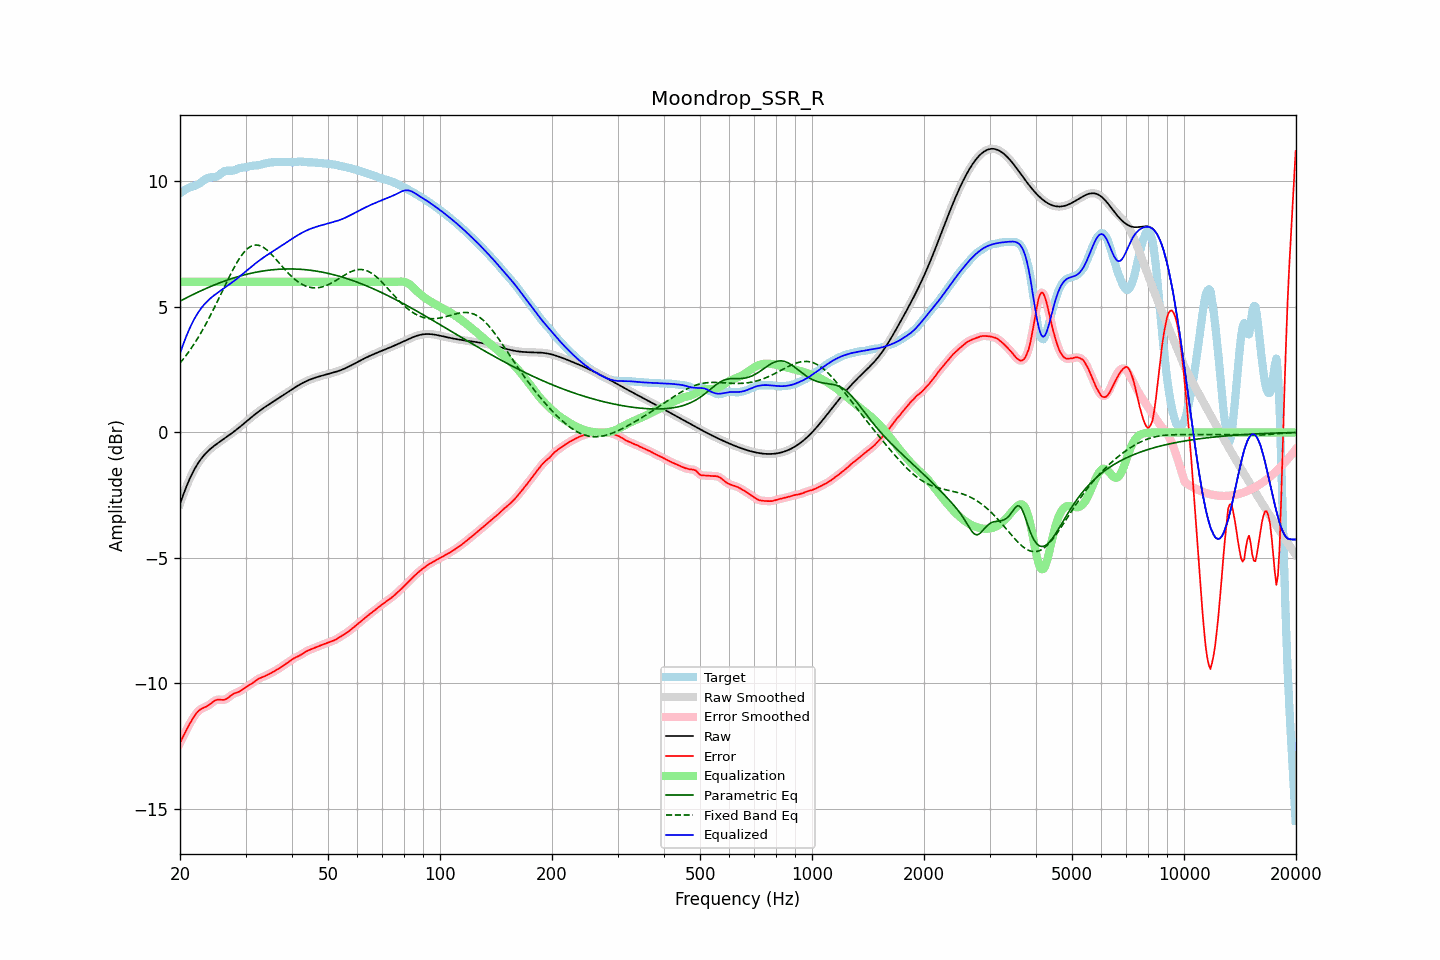 Moondrop_SSR_R
Amplitude (dBr)
10
5
0
−5
−10
−15
20
50
100
200
500
1000
2000
5000
10000
20000
Frequency (Hz)
Target
Raw Smoothed
Error Smoothed
Raw
Error
Equalization
Parametric Eq
Fixed Band Eq
Equalized